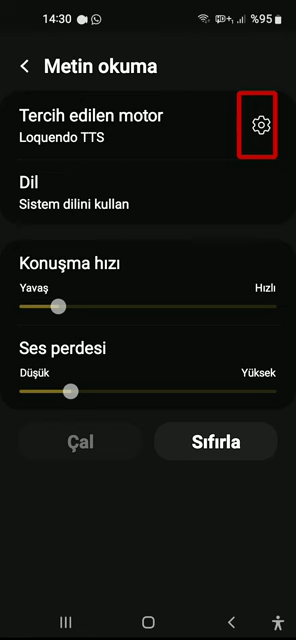 14:30
%95
Metin okuma
Tercih edilen motor
Loquendo TTS
Dil
Sistem dilini kullan
Konuşma hızı
Yavaş Hızlı
Ses perdesi
Düşük Yüksek
Çal Sıfırla